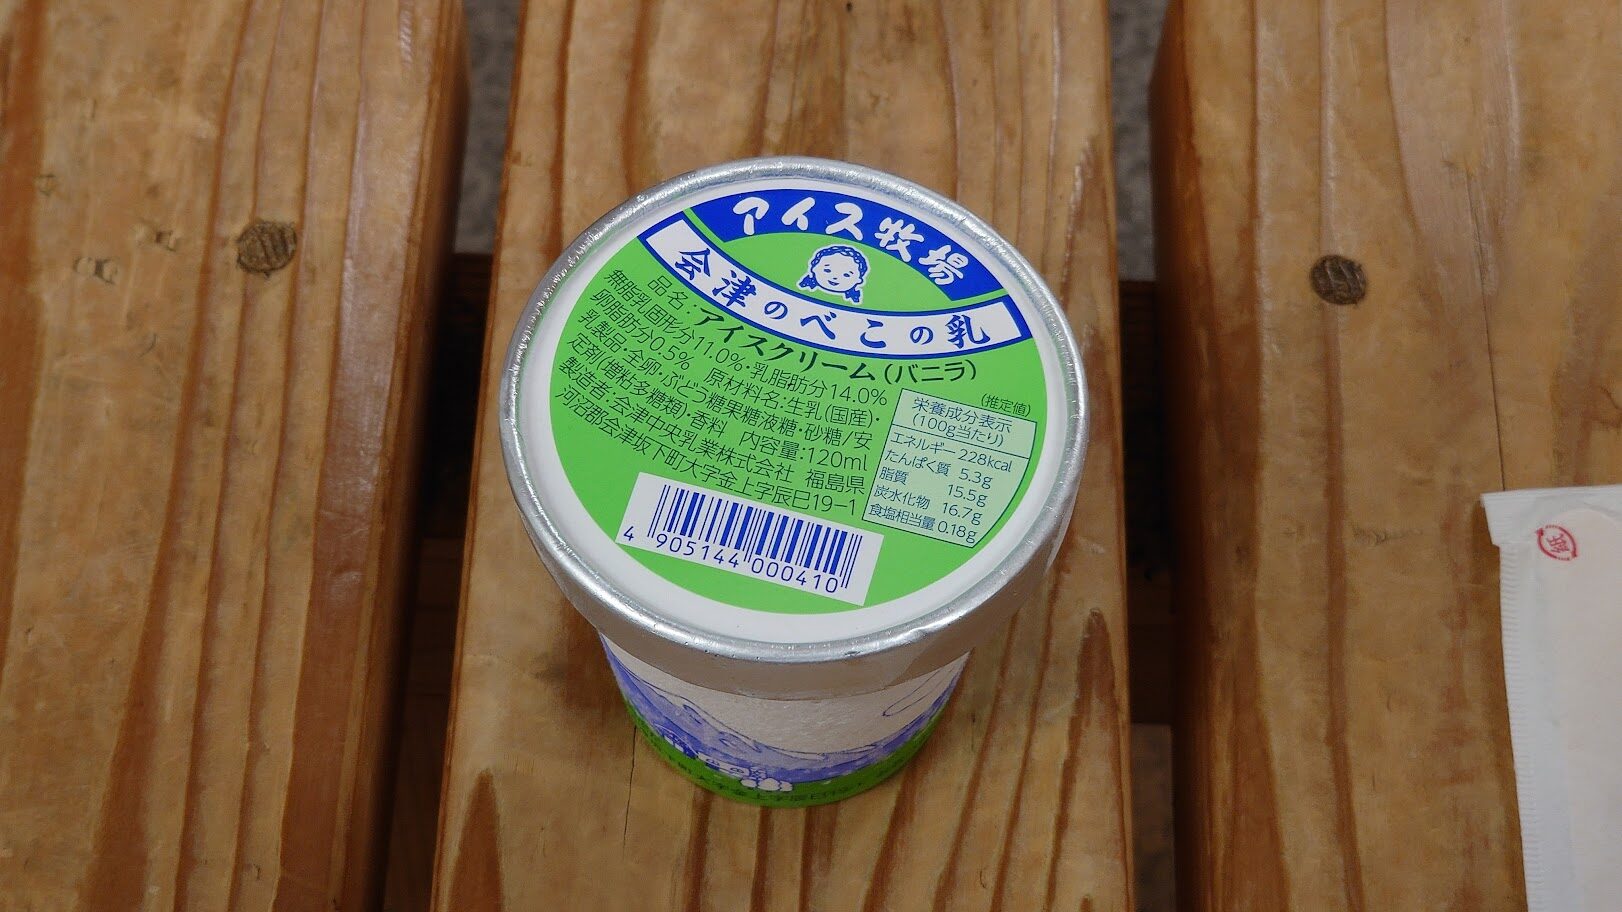 アイス牧場
会津のべこの乳
品名:アイスクリーム(バニラ)
無脂乳固形分11.0%・乳脂肪分14.0%
卵脂肪分0.5% 原材料名:生乳(国産)・
乳製品・全卵・ぶどう糖果糖液糖・砂糖/安
定剤(増粘多糖類)・香料 内容量:120ml
製造者:会津中央乳業株式会社 福島県
河沼郡会津坂下町大字金上字辰巳19-1
(推定値)
栄養成分表示
(100g当たり)
エネルギー 228kcal
たんぱく質 5.3g
脂質 15.5g
炭水化物 16.7g
食塩相当量 0.18g
4 905144 000410
紙